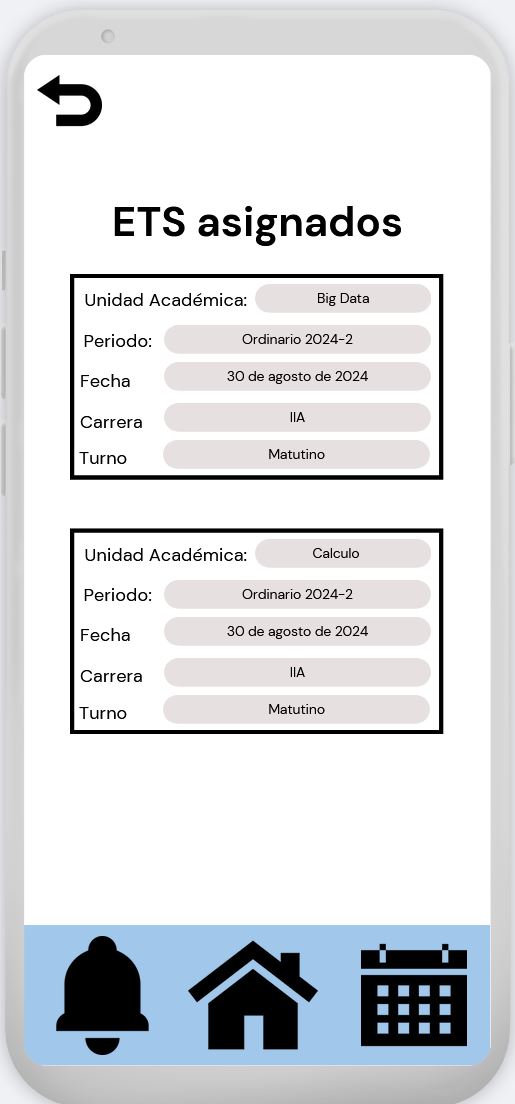 ETS asignados
Unidad Académica: Big Data
Periodo: Ordinario 2024-2
Fecha 30 de agosto de 2024
Carrera IIA
Turno Matutino
Unidad Académica: Calculo
Periodo: Ordinario 2024-2
Fecha 30 de agosto de 2024
Carrera IIA
Turno Matutino